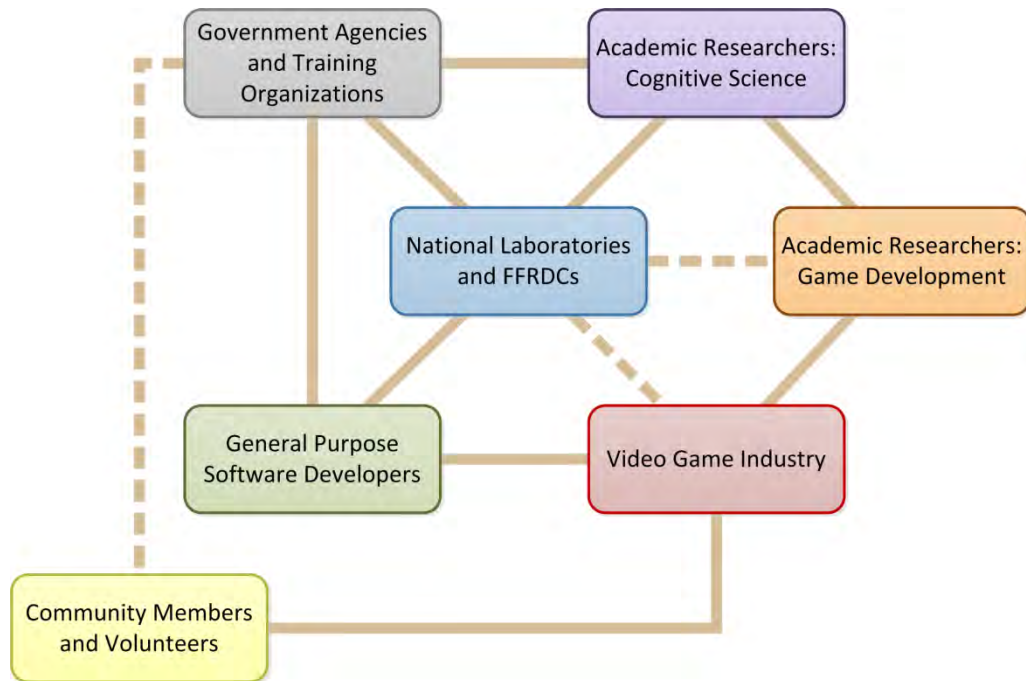 Government Agencies
and Training
Organizations
Academic Researchers:
Cognitive Science
National Laboratories
and FFRDCs
Academic Researchers:
Game Development
General Purpose
Software Developers
Video Game Industry
Community Members
and Volunteers